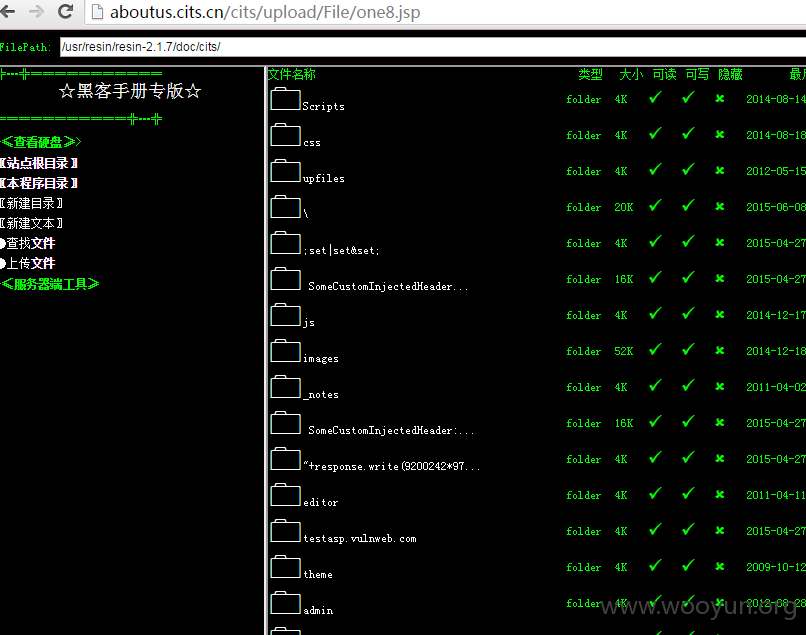 aboutus.cits.cn/cits/upload/File/one8.jsp
FilePath: /usr/resin/resin-2.1.7/doc/cits/
☆黑客手册专版☆
≪查看硬盘≫>
〖站点根目录〗
〖本程序目录〗
〖新建目录〗
〖新建文本〗
●查找文件
●上传文件
≪服务器端工具≫
文件名称 类型 大小 可读 可写 隐藏 最
Scripts folder 4K ✓ ✓ ✘ 2014-08-14
css folder 4K ✓ ✓ ✘ 2014-08-18
upfiles folder 4K ✓ ✓ ✘ 2012-05-15
\ folder 20K ✓ ✓ ✘ 2015-06-08
;set|set&set; folder 4K ✓ ✓ ✘ 2015-04-27
SomeCustomInjectedHeader... folder 16K ✓ ✓ ✘ 2015-04-27
js folder 4K ✓ ✓ ✘ 2014-12-17
images folder 52K ✓ ✓ ✘ 2014-12-18
_notes folder 4K ✓ ✓ ✘ 2011-04-02
SomeCustomInjectedHeader:... folder 16K ✓ ✓ ✘ 2015-04-27
"+response.write(9200242*97... folder 4K ✓ ✓ ✘ 2015-04-27
editor folder 4K ✓ ✓ ✘ 2011-04-11
testasp.vulnweb.com folder 4K ✓ ✓ ✘ 2015-04-27
theme folder 4K ✓ ✓ ✘ 2009-10-12
admin folder 4K ✓ ✓ ✘ 2012-08-28
www.wooyun.org